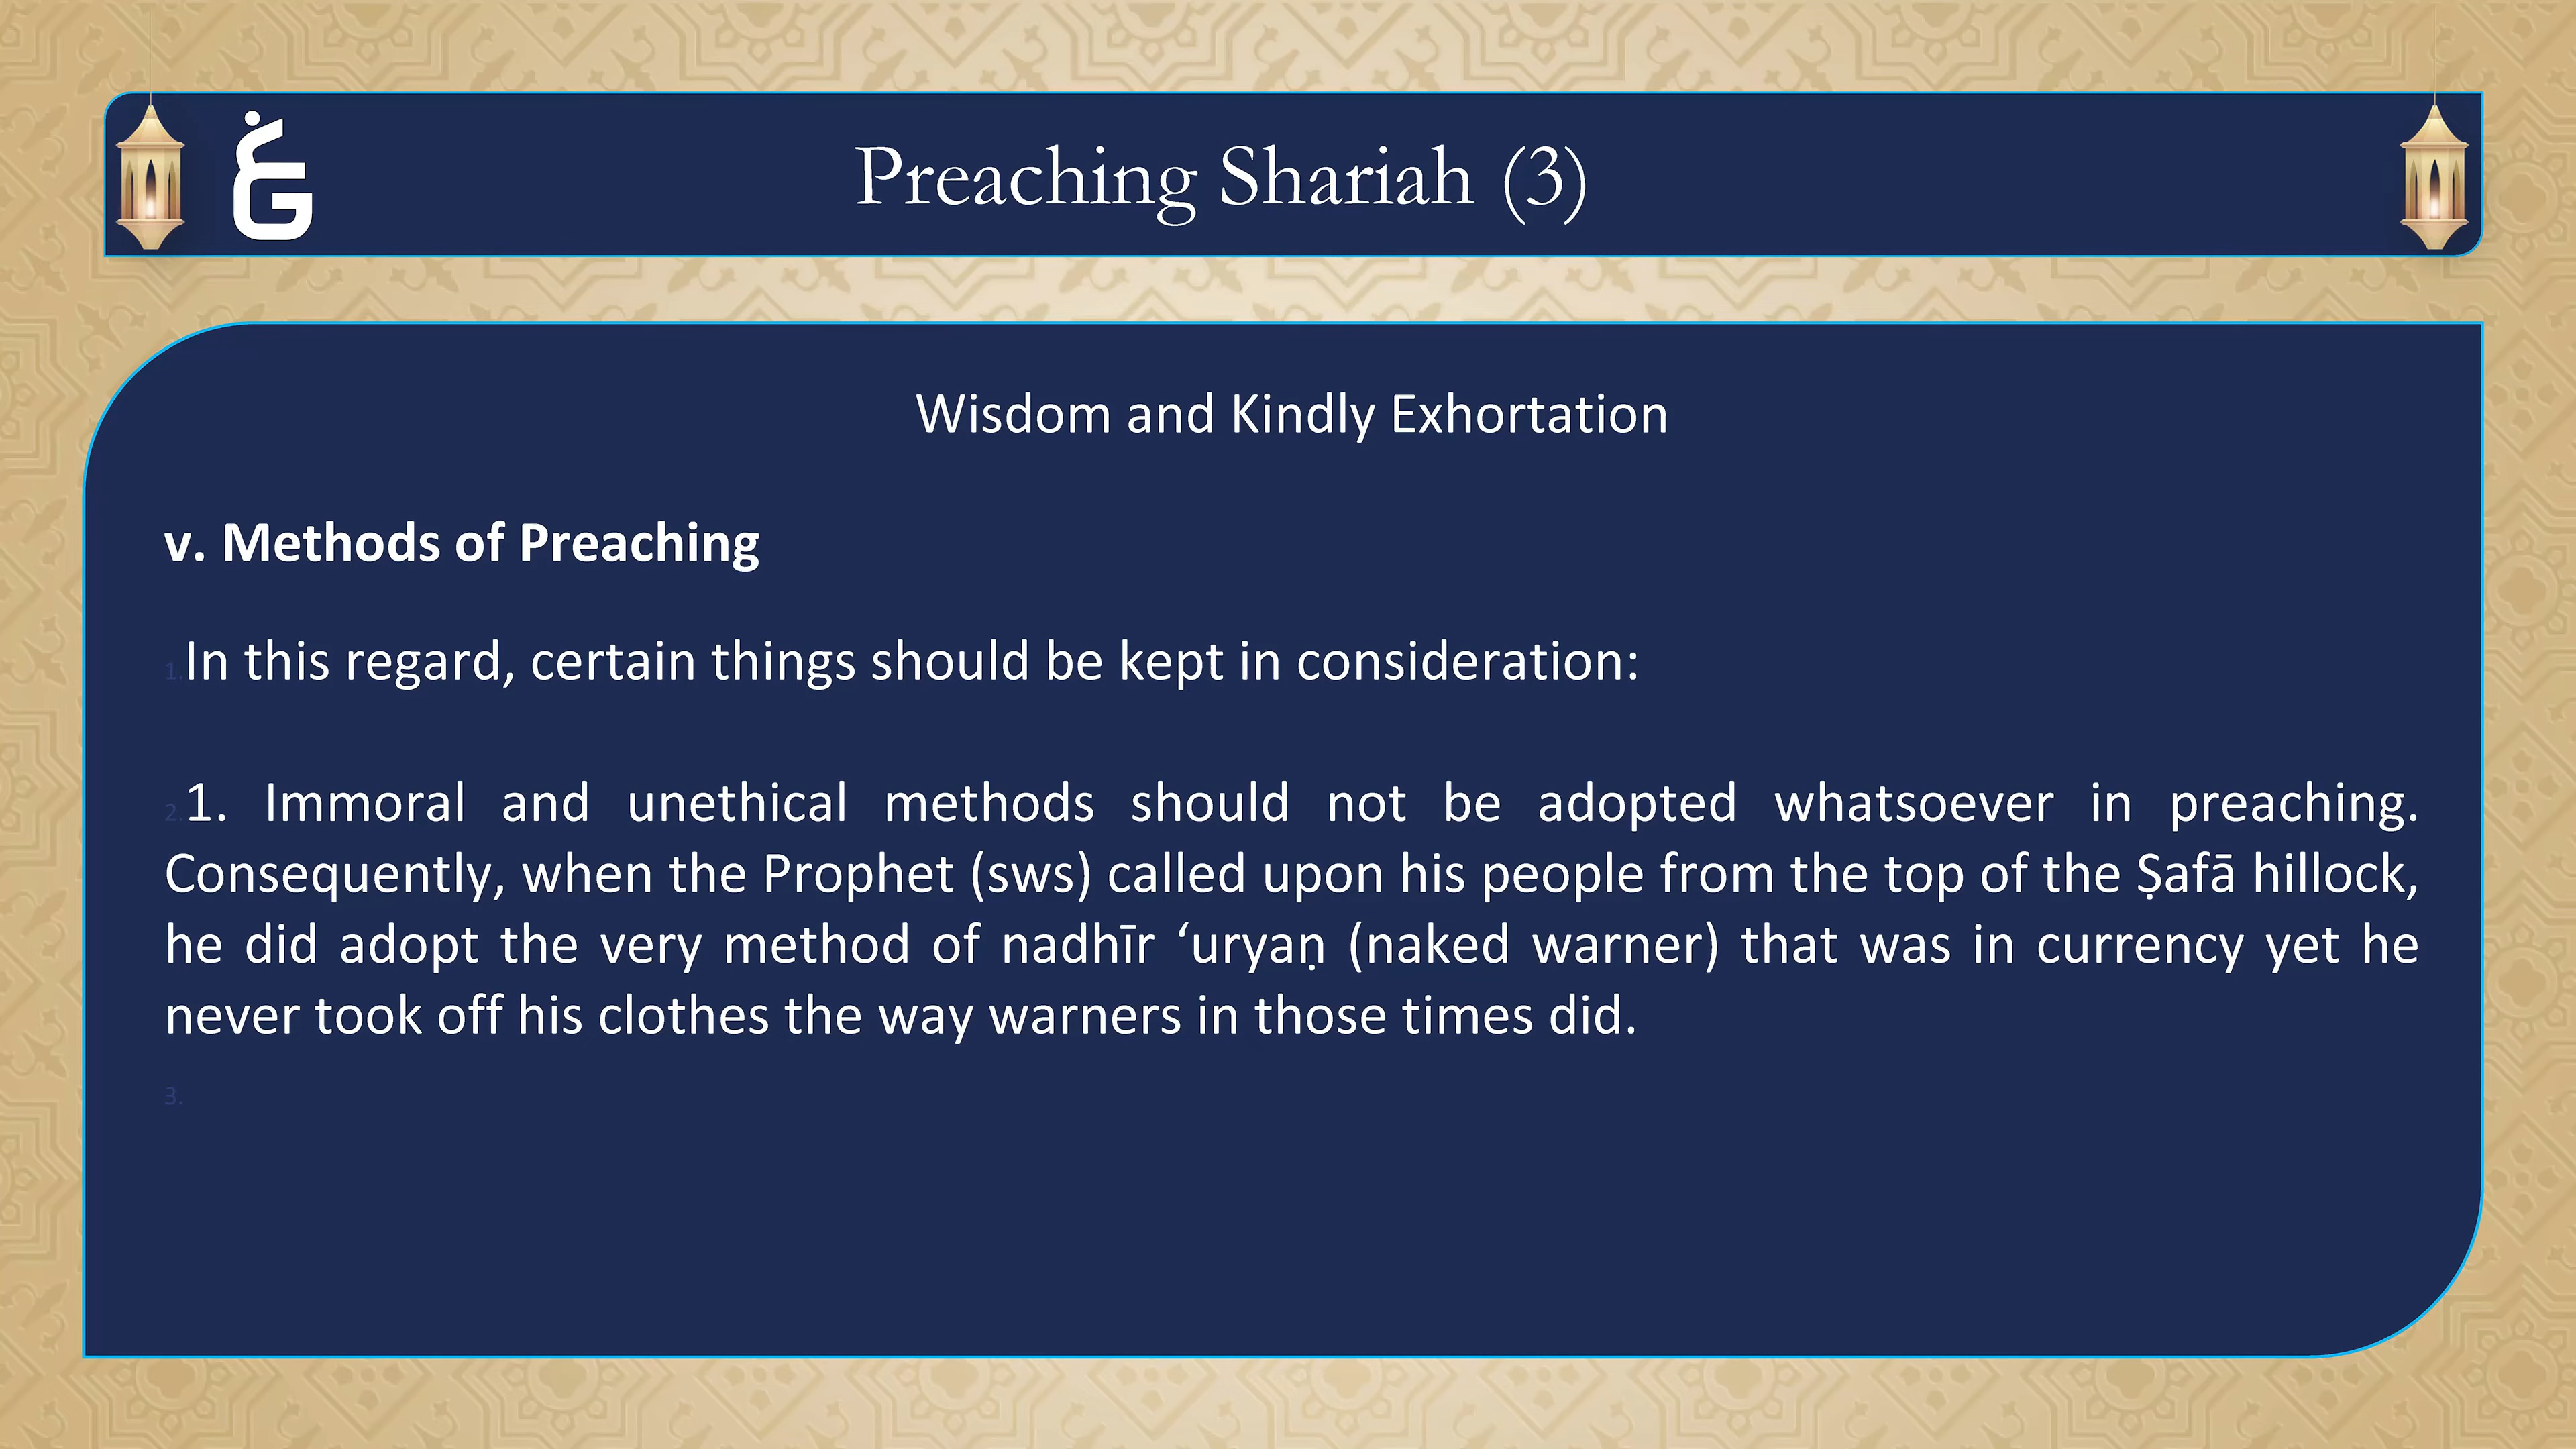 غ
G
Preaching Shariah (3)
Wisdom and Kindly Exhortation
v. Methods of Preaching
1.In this regard, certain things should be kept in consideration:
2.1. Immoral and unethical methods should not be adopted whatsoever in preaching.
Consequently, when the Prophet (sws) called upon his people from the top of the Ṣafā hillock,
he did adopt the very method of nadhīr ‘uryaṇ (naked warner) that was in currency yet he
never took off his clothes the way warners in those times did.
3.